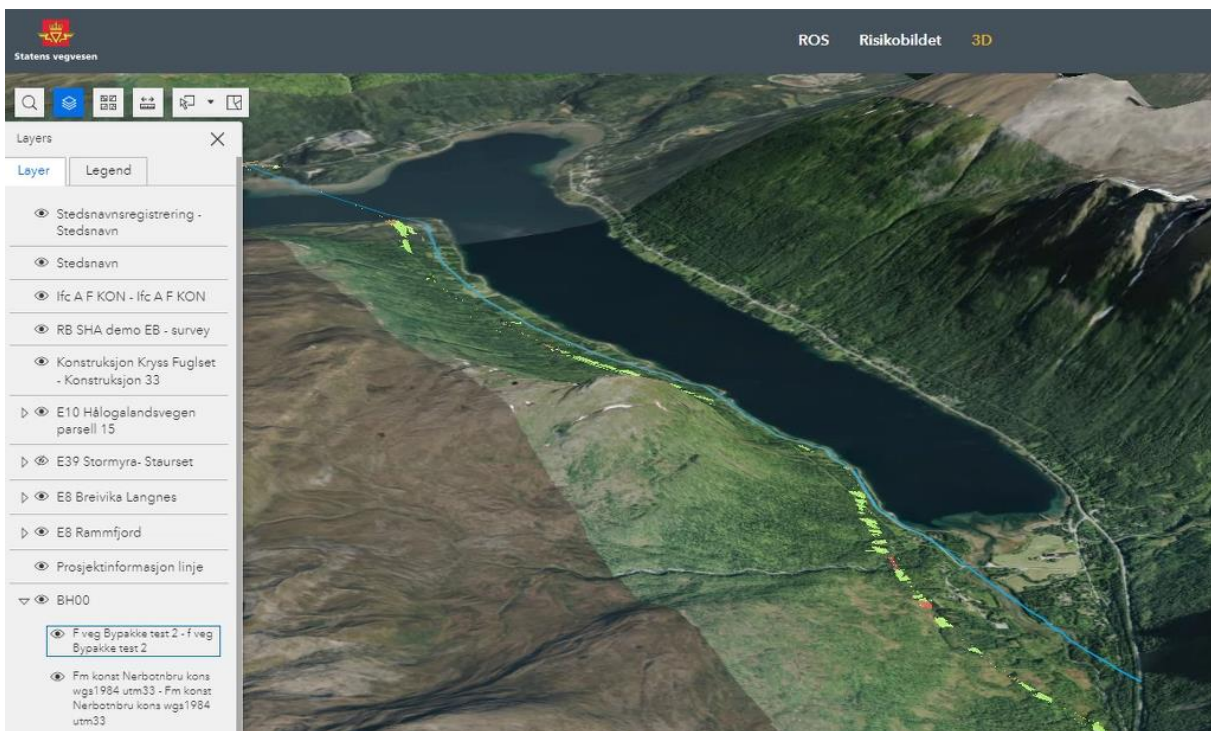 Statens vegvesen
ROS Risikobildet 3D
Layers
Layer Legend
Stedsnavnsregistrering -
Stedsnavn
Stedsnavn
Ifc A F KON - Ifc A F KON
RB SHA demo EB - survey
Konstruksjon Kryss Fuglset
- Konstruksjon 33
E10 Hålogalandsvegen
parsell 15
E39 Stormyra- Staurset
E8 Breivika Langnes
E8 Rammfjord
Prosjektinformasjon linje
BH00
F veg Bypakke test 2 - f veg
Bypakke test 2
Fm konst Nerbotnbru kons
wgs1984 utm33 - Fm konst
Nerbotnbru kons wgs1984
utm33